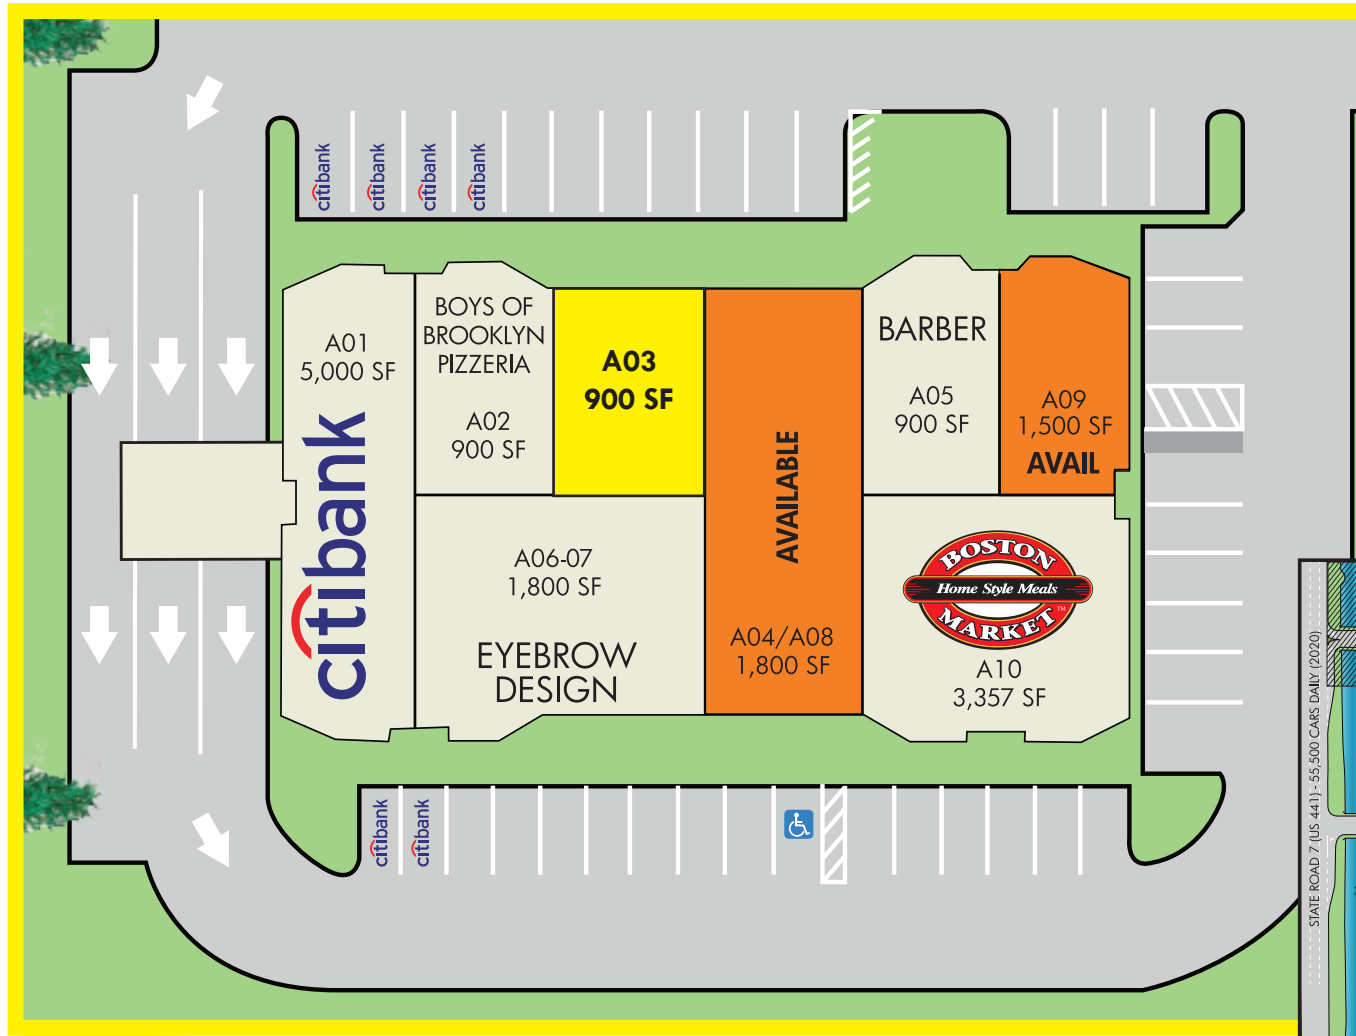 citibank
citibank
citibank
citibank
A01
5,000 SF
citibank
BOYS OF
BROOKLYN
PIZZERIA
A02
900 SF
A03
900 SF
AVAILABLE
A04/A08
1,800 SF
BARBER
A05
900 SF
A09
1,500 SF
AVAIL
A06-07
1,800 SF
EYEBROW
DESIGN
BOSTON
Home Style Meals
MARKET™
A10
3,357 SF
citibank
citibank
STATE ROAD 7 (US 441) - 55,500 CARS DAILY (2020)